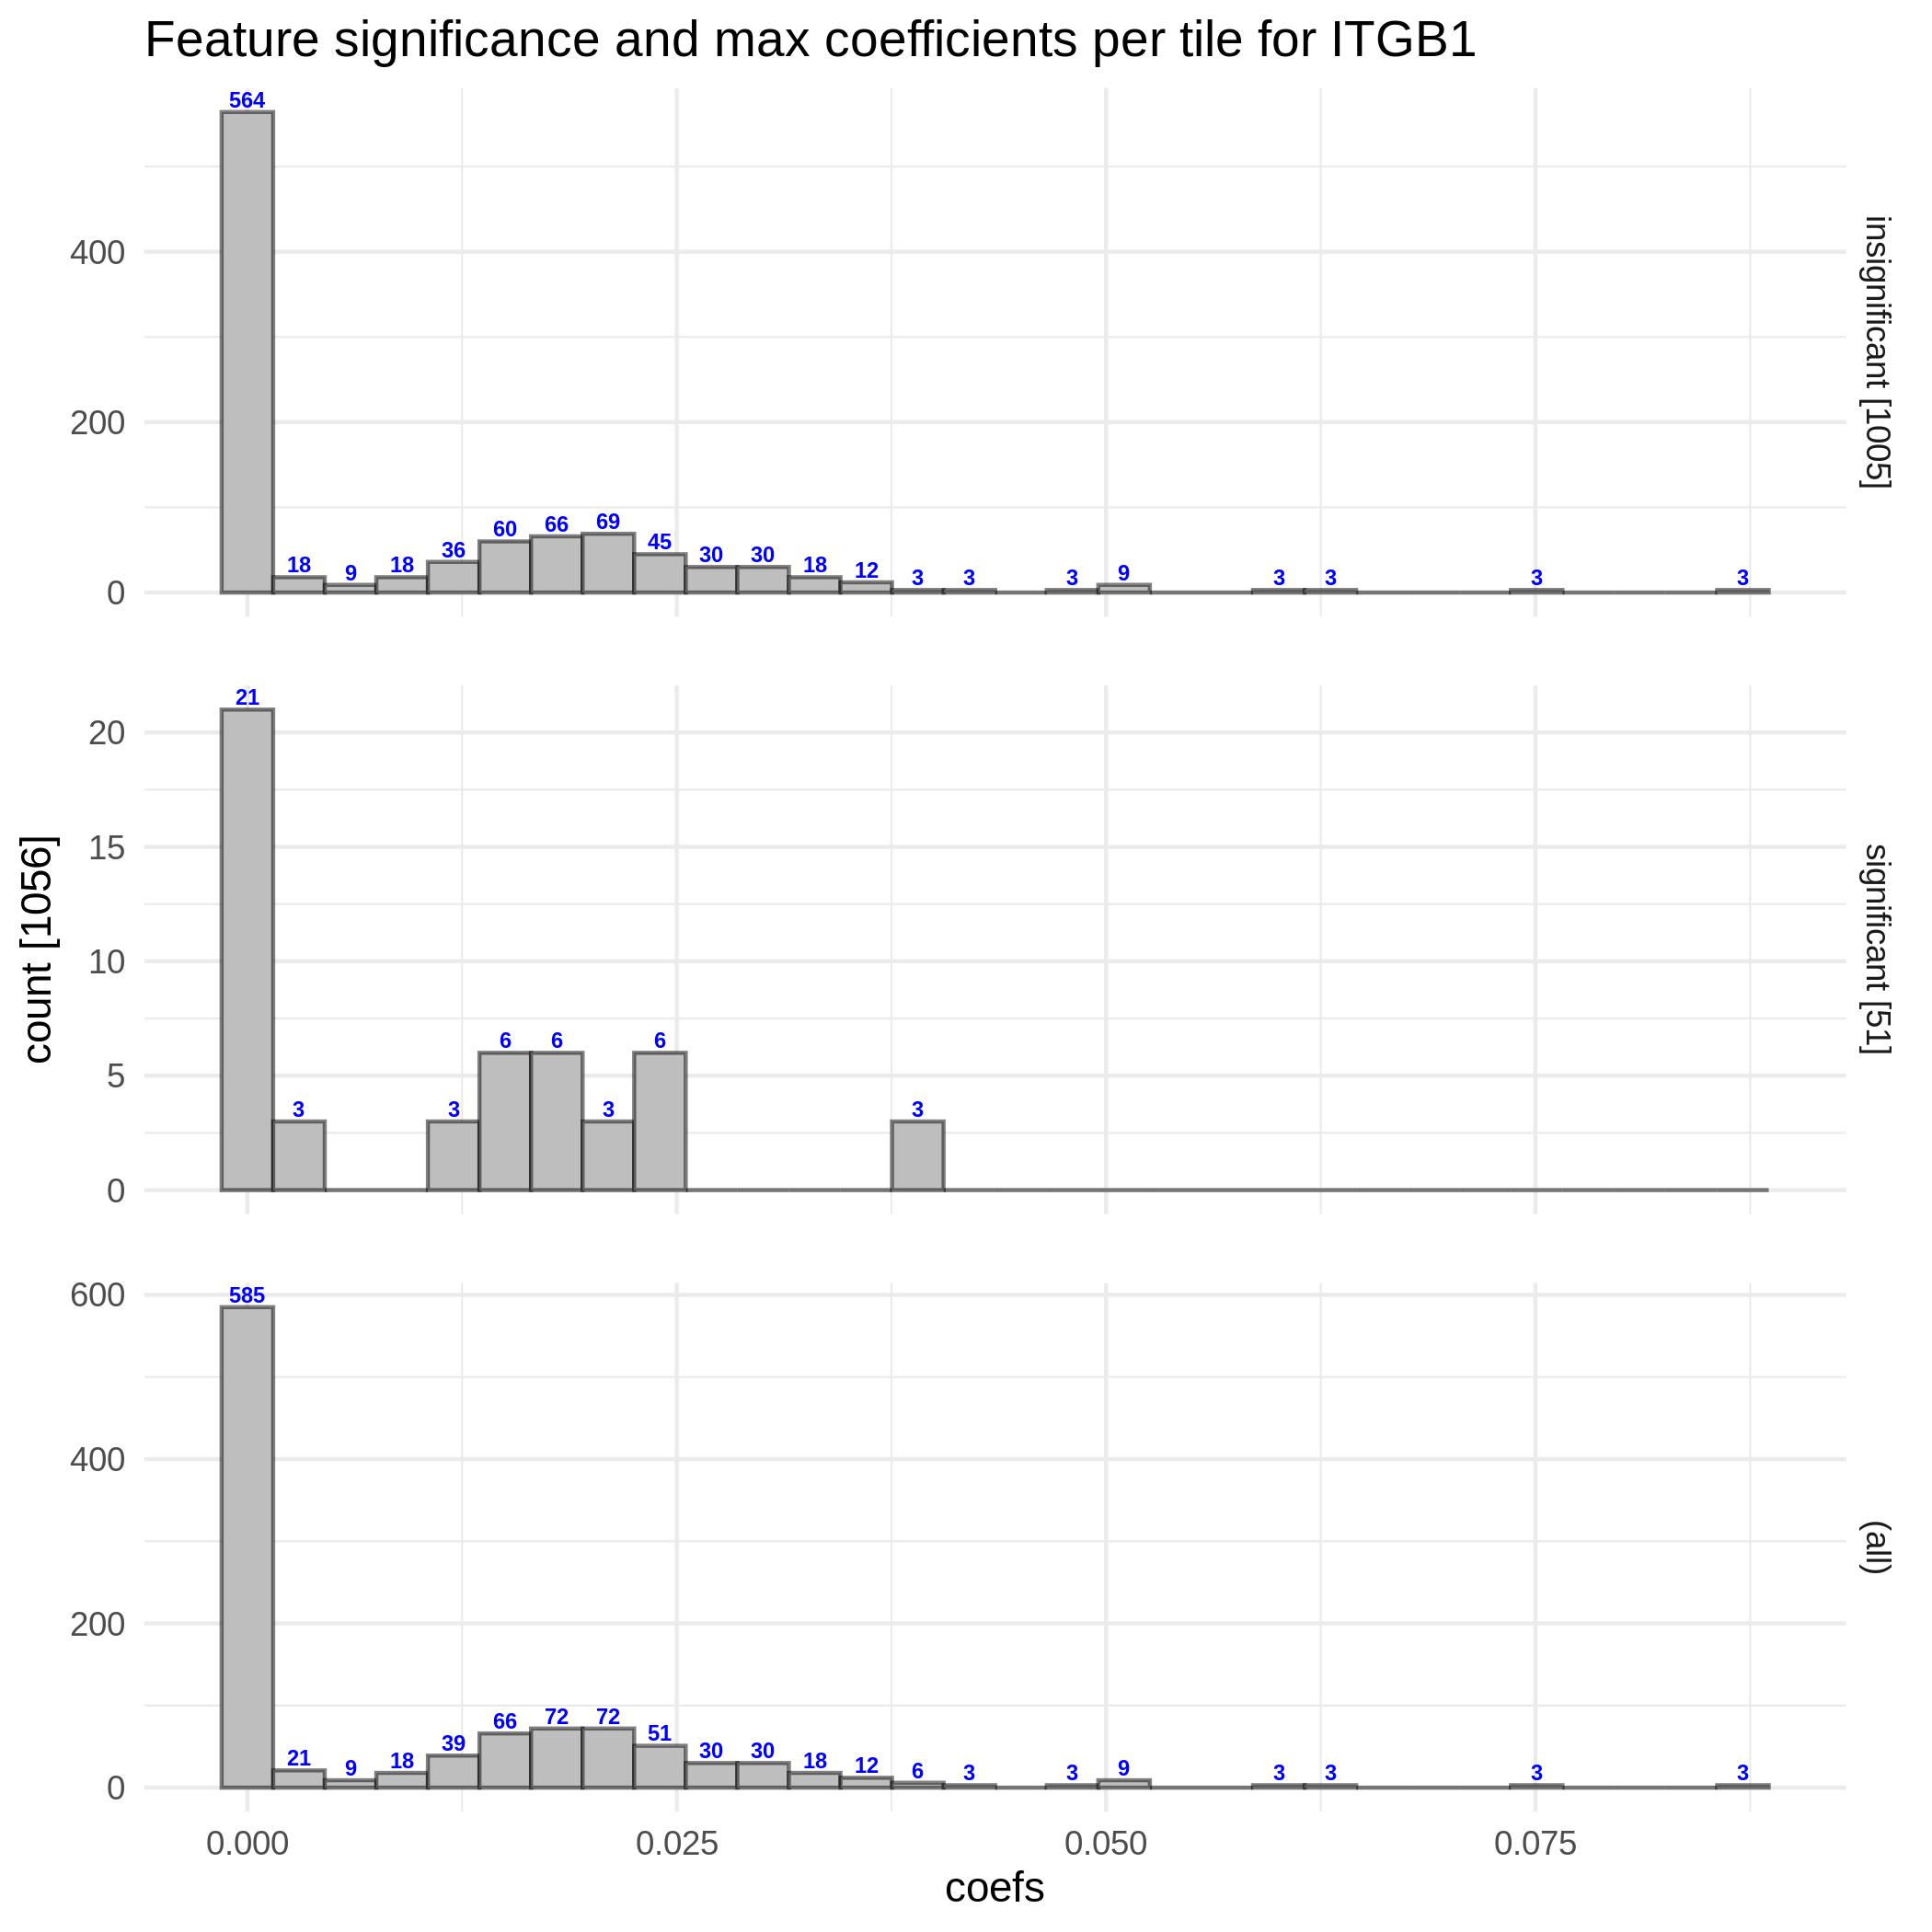 Feature significance and max coefficients per tile for ITGB1
564
18 9 18 36 60 66 69 45 30 30 18 12 3 3 3 9 3 3 3 3
400
200
0
insignificant [1005]
21
3 3 6 6 3 6 3
20
15
10
5
0
significant [51]
count [1056]
585
21 9 18 39 66 72 72 51 30 30 18 12 6 3 3 9 3 3 3 3
600
400
200
0
(all)
0.000 0.025 0.050 0.075
coefs